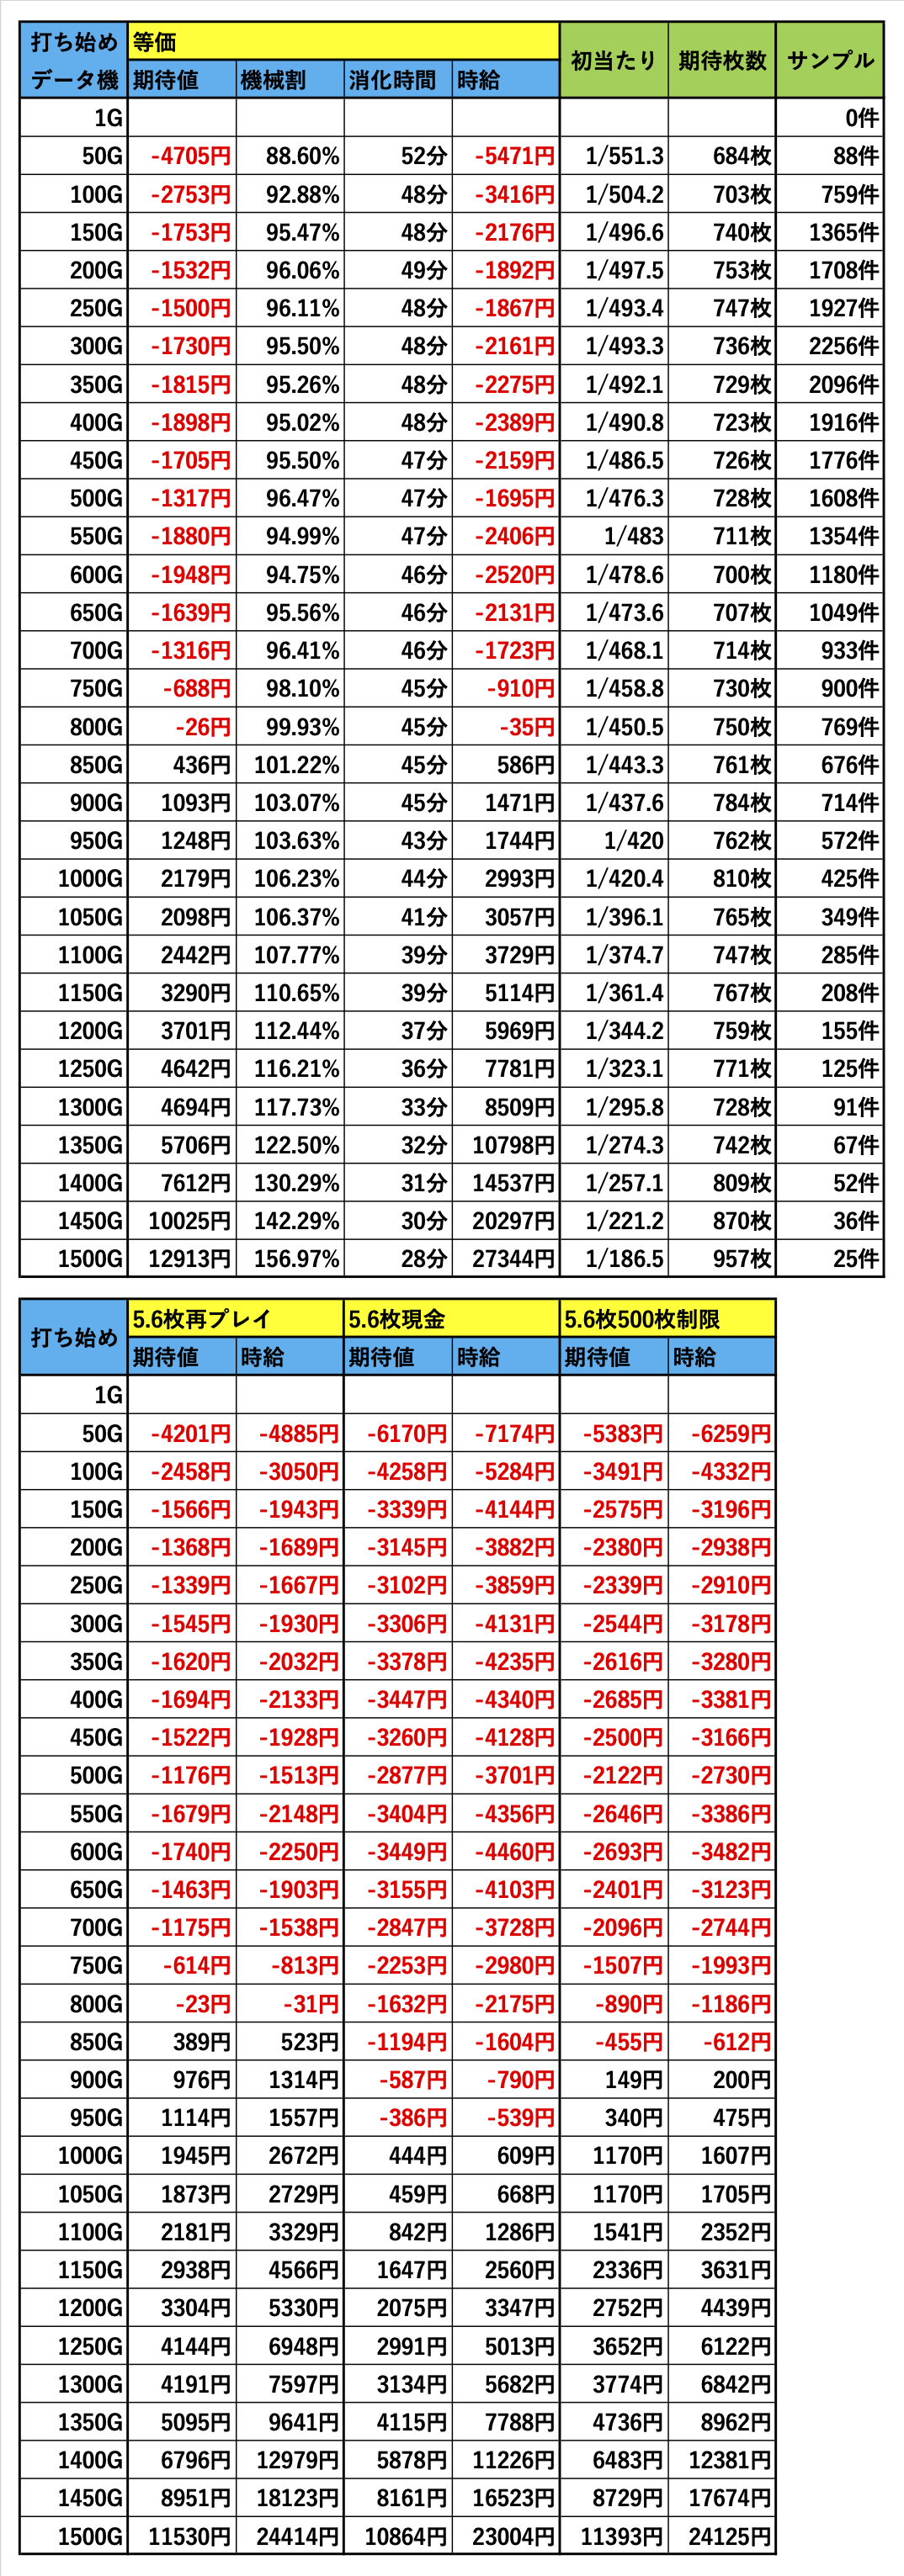 打ち始め 等価 初当たり 期待枚数 サンプル
データ機 期待値 機械割 消化時間 時給
1G 0件
50G -4705円 88.60% 52分 -5471円 1/551.3 684枚 88件
100G -2753円 92.88% 48分 -3416円 1/504.2 703枚 759件
150G -1753円 95.47% 48分 -2176円 1/496.6 740枚 1365件
200G -1532円 96.06% 49分 -1892円 1/497.5 753枚 1708件
250G -1500円 96.11% 48分 -1867円 1/493.4 747枚 1927件
300G -1730円 95.50% 48分 -2161円 1/493.3 736枚 2256件
350G -1815円 95.26% 48分 -2275円 1/492.1 729枚 2096件
400G -1898円 95.02% 48分 -2389円 1/490.8 723枚 1916件
450G -1705円 95.50% 47分 -2159円 1/486.5 726枚 1776件
500G -1317円 96.47% 47分 -1695円 1/476.3 728枚 1608件
550G -1880円 94.99% 47分 -2406円 1/483 711枚 1354件
600G -1948円 94.75% 46分 -2520円 1/478.6 700枚 1180件
650G -1639円 95.56% 46分 -2131円 1/473.6 707枚 1049件
700G -1316円 96.41% 46分 -1723円 1/468.1 714枚 933件
750G -688円 98.10% 45分 -910円 1/458.8 730枚 900件
800G -26円 99.93% 45分 -35円 1/450.5 750枚 769件
850G 436円 101.22% 45分 586円 1/443.3 761枚 676件
900G 1093円 103.07% 45分 1471円 1/437.6 784枚 714件
950G 1248円 103.63% 43分 1744円 1/420 762枚 572件
1000G 2179円 106.23% 44分 2993円 1/420.4 810枚 425件
1050G 2098円 106.37% 41分 3057円 1/396.1 765枚 349件
1100G 2442円 107.77% 39分 3729円 1/374.7 747枚 285件
1150G 3290円 110.65% 39分 5114円 1/361.4 767枚 208件
1200G 3701円 112.44% 37分 5969円 1/344.2 759枚 155件
1250G 4642円 116.21% 36分 7781円 1/323.1 771枚 125件
1300G 4694円 117.73% 33分 8509円 1/295.8 728枚 91件
1350G 5706円 122.50% 32分 10798円 1/274.3 742枚 67件
1400G 7612円 130.29% 31分 14537円 1/257.1 809枚 52件
1450G 10025円 142.29% 30分 20297円 1/221.2 870枚 36件
1500G 12913円 156.97% 28分 27344円 1/186.5 957枚 25件
打ち始め 5.6枚再プレイ 5.6枚現金 5.6枚500枚制限
期待値 時給 期待値 時給 期待値 時給
1G
50G -4201円 -4885円 -6170円 -7174円 -5383円 -6259円
100G -2458円 -3050円 -4258円 -5284円 -3491円 -4332円
150G -1566円 -1943円 -3339円 -4144円 -2575円 -3196円
200G -1368円 -1689円 -3145円 -3882円 -2380円 -2938円
250G -1339円 -1667円 -3102円 -3859円 -2339円 -2910円
300G -1545円 -1930円 -3306円 -4131円 -2544円 -3178円
350G -1620円 -2032円 -3378円 -4235円 -2616円 -3280円
400G -1694円 -2133円 -3447円 -4340円 -2685円 -3381円
450G -1522円 -1928円 -3260円 -4128円 -2500円 -3166円
500G -1176円 -1513円 -2877円 -3701円 -2122円 -2730円
550G -1679円 -2148円 -3404円 -4356円 -2646円 -3386円
600G -1740円 -2250円 -3449円 -4460円 -2693円 -3482円
650G -1463円 -1903円 -3155円 -4103円 -2401円 -3123円
700G -1175円 -1538円 -2847円 -3728円 -2096円 -2744円
750G -614円 -813円 -2253円 -2980円 -1507円 -1993円
800G -23円 -31円 -1632円 -2175円 -890円 -1186円
850G 389円 523円 -1194円 -1604円 -455円 -612円
900G 976円 1314円 -587円 -790円 149円 200円
950G 1114円 1557円 -386円 -539円 340円 475円
1000G 1945円 2672円 444円 609円 1170円 1607円
1050G 1873円 2729円 459円 668円 1170円 1705円
1100G 2181円 3329円 842円 1286円 1541円 2352円
1150G 2938円 4566円 1647円 2560円 2336円 3631円
1200G 3304円 5330円 2075円 3347円 2752円 4439円
1250G 4144円 6948円 2991円 5013円 3652円 6122円
1300G 4191円 7597円 3134円 5682円 3774円 6842円
1350G 5095円 9641円 4115円 7788円 4736円 8962円
1400G 6796円 12979円 5878円 11226円 6483円 12381円
1450G 8951円 18123円 8161円 16523円 8729円 17674円
1500G 11530円 24414円 10864円 23004円 11393円 24125円